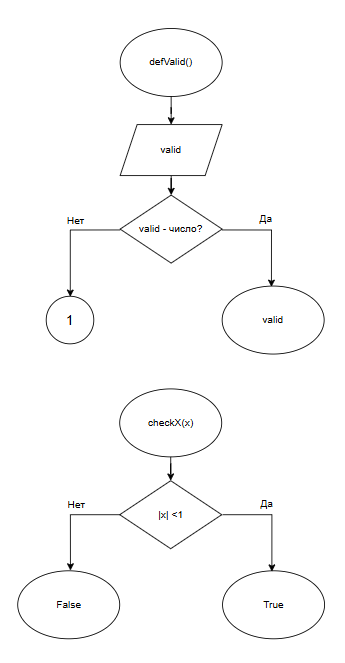 defValid()
valid
Нет
valid - число?
Да
1
valid
checkX(x)
Нет
|x| <1
Да
False
True